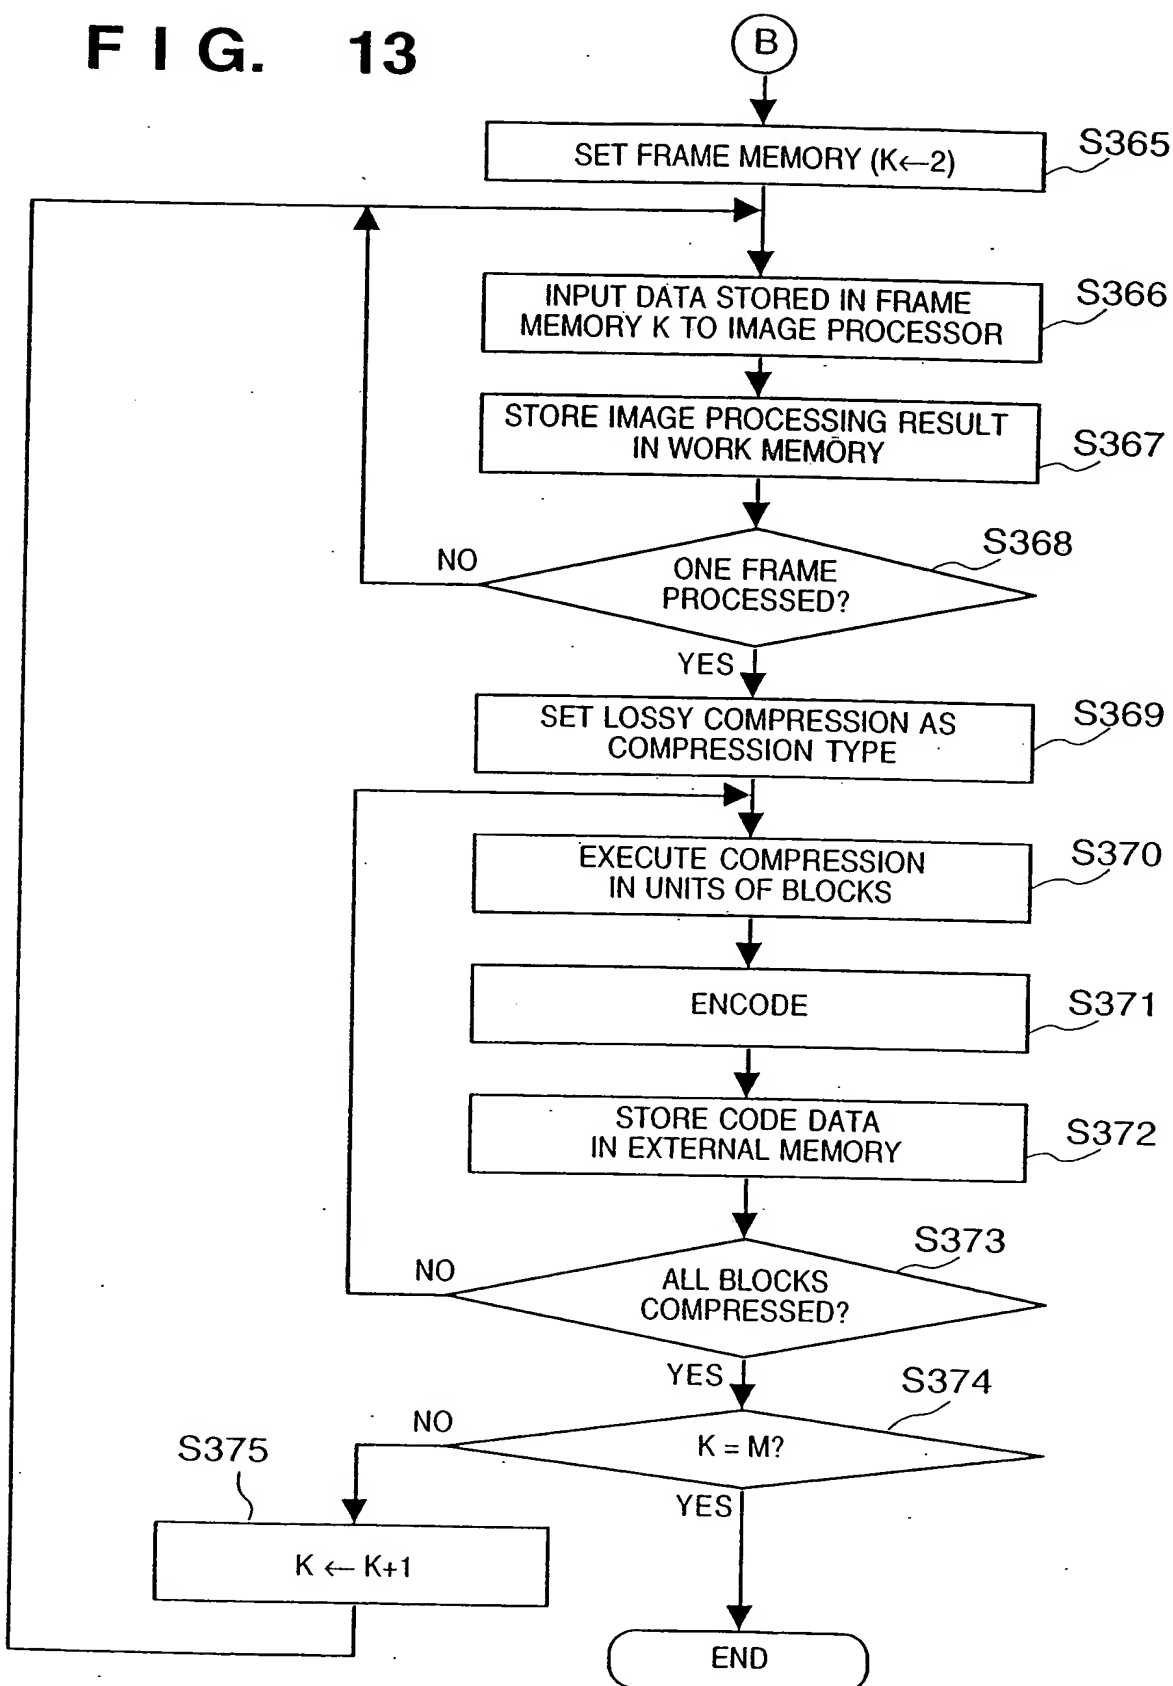 FIG. 13
B
SET FRAME MEMORY (K←2)
S365
INPUT DATA STORED IN FRAME
MEMORY K TO IMAGE PROCESSOR
S366
STORE IMAGE PROCESSING RESULT
IN WORK MEMORY
S367
S368
NO
ONE FRAME
PROCESSED?
YES
SET LOSSY COMPRESSION AS
COMPRESSION TYPE
S369
EXECUTE COMPRESSION
IN UNITS OF BLOCKS
S370
ENCODE
S371
STORE CODE DATA
IN EXTERNAL MEMORY
S372
S373
NO
ALL BLOCKS
COMPRESSED?
YES
S374
NO
K = M?
S375
YES
K ← K+1
END